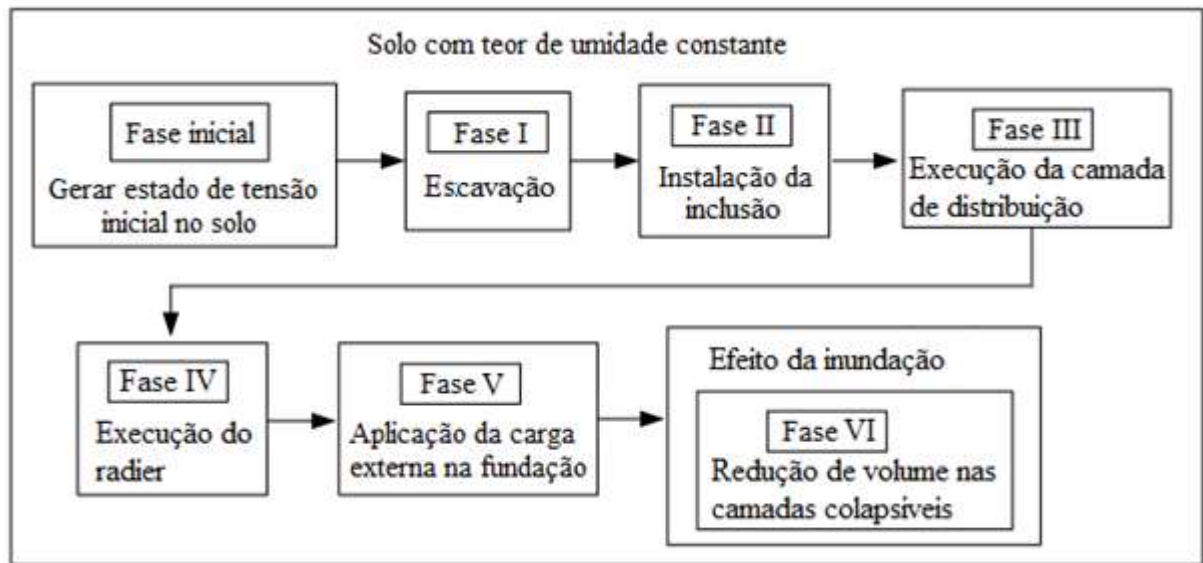 Solo com teor de umidade constante
Fase inicial
Gerar estado de tensão
inicial no solo
Fase I
Escavação
Fase II
Instalação da
inclusão
Fase III
Execução da camada
de distribuição
Fase IV
Execução do
radier
Fase V
Aplicação da carga
externa na fundação
Efeito da inundação
Fase VI
Redução de volume nas
camadas colapsíveis